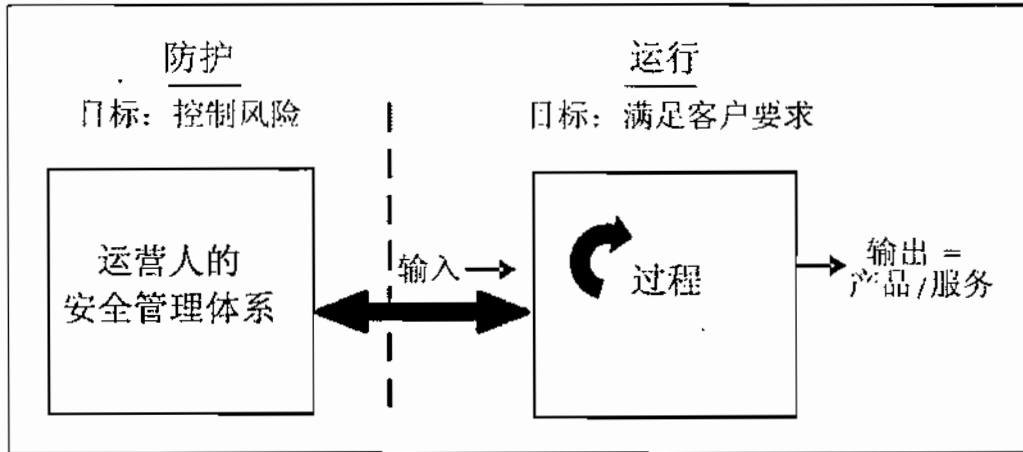 防护
目标：控制风险
运行
目标：满足客户要求
运营人的
安全管理体系
输入
过程
输出 =
产品/服务